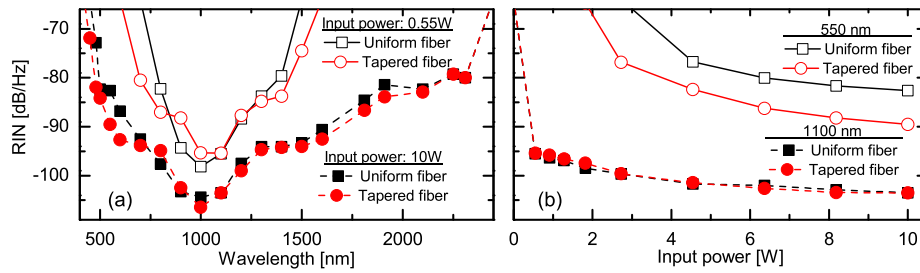 RIN [dB/Hz]
-70
-80
-90
-100
Input power: 0.55W
Uniform fiber
Tapered fiber
Input power: 10W
Uniform fiber
Tapered fiber
(a)
500
1000
1500
2000
Wavelength [nm]
550 nm
Uniform fiber
Tapered fiber
1100 nm
Uniform fiber
Tapered fiber
(b)
0
2
4
6
8
10
Input power [W]